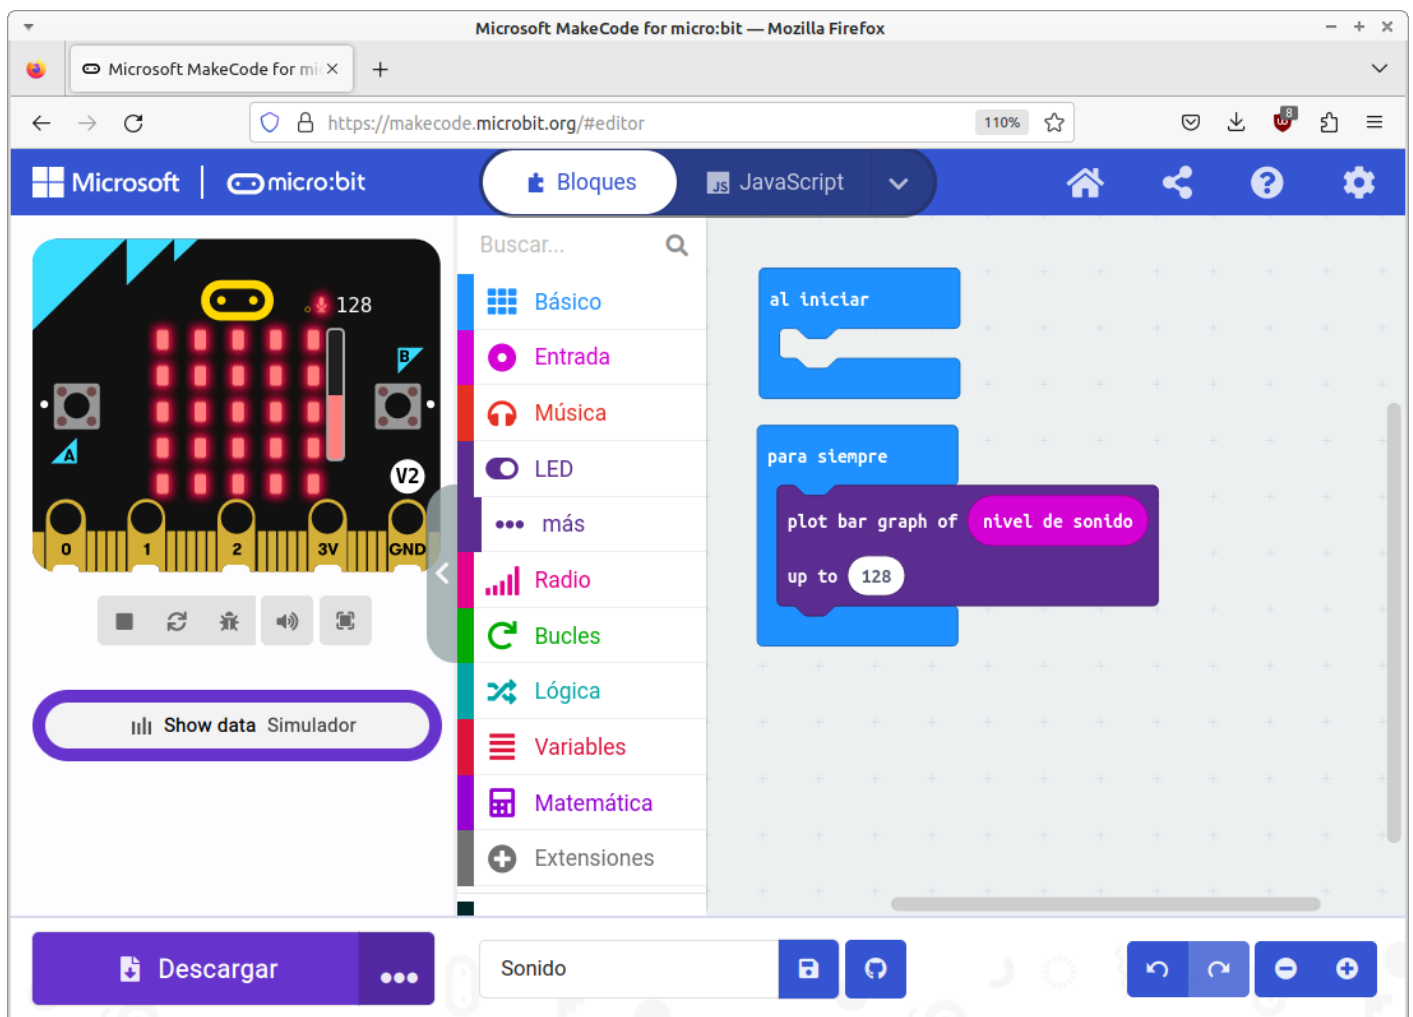 Microsoft MakeCode for micro:bit — Mozilla Firefox
Microsoft MakeCode for mi
https://makecode.microbit.org/#editor
110%
8
Microsoft
micro:bit
Bloques
JS JavaScript
128
B
A
V2
0 1 2 3V GND
Show data Simulador
Buscar...
Básico
Entrada
Música
LED
más
Radio
Bucles
Lógica
Variables
Matemática
Extensiones
al iniciar
para siempre
plot bar graph of nivel de sonido
up to 128
Descargar
Sonido